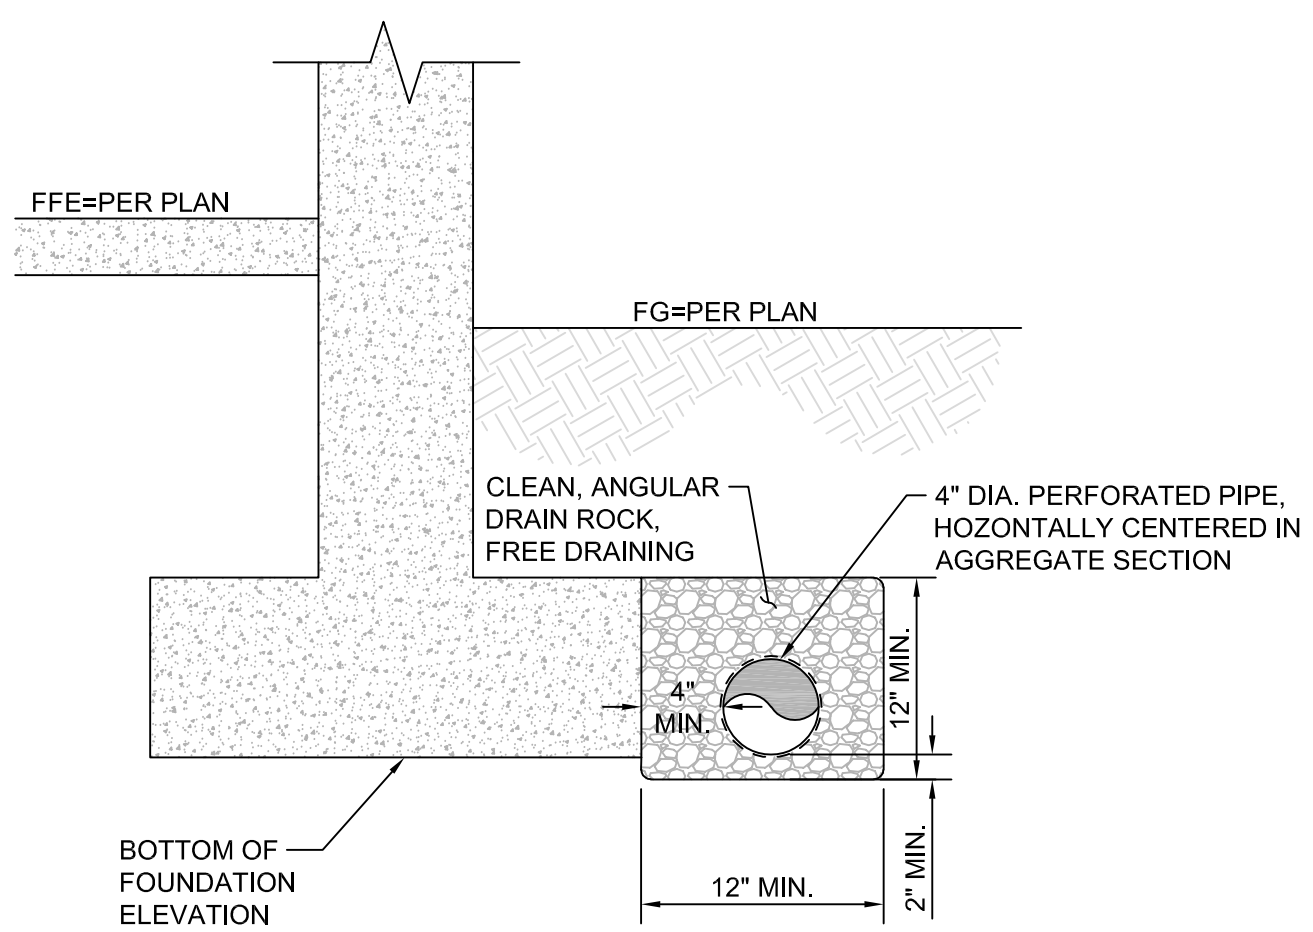 FFE=PER PLAN
FG=PER PLAN
CLEAN, ANGULAR
DRAIN ROCK,
FREE DRAINING
4" DIA. PERFORATED PIPE,
HOZONTALLY CENTERED IN
AGGREGATE SECTION
4"
MIN.
12" MIN.
2" MIN.
12" MIN.
BOTTOM OF
FOUNDATION
ELEVATION